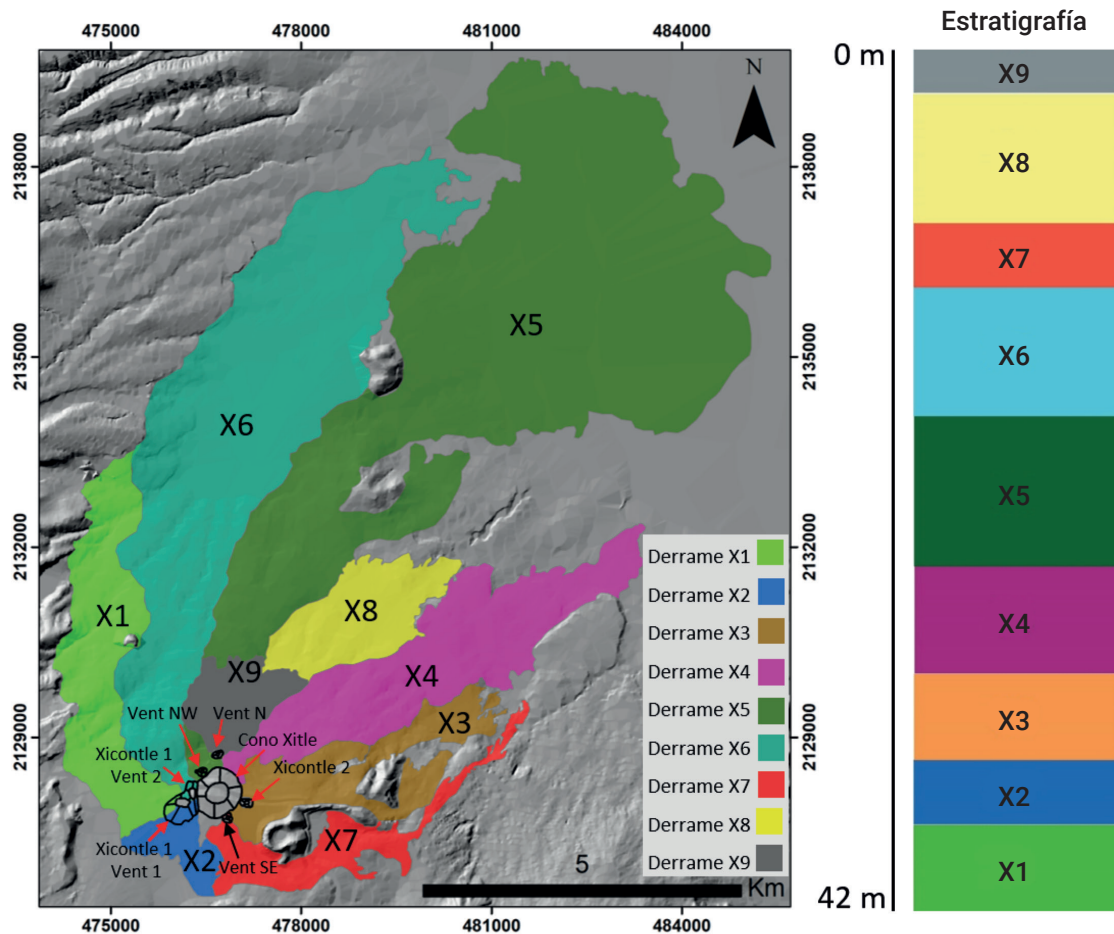 475000
478000
481000
484000
2138000
2135000
2132000
2129000
N
X5
X6
X1
X8
X9
X4
X3
X7
X2
Vent NW
Vent N
Cono Xitle
Xicontle 1
Vent 2
Xicontle 2
Xicontle 1
Vent 1
Vent SE
Derrame X1
Derrame X2
Derrame X3
Derrame X4
Derrame X5
Derrame X6
Derrame X7
Derrame X8
Derrame X9
5
Km
2138000
2135000
2132000
2129000
475000
478000
481000
484000
Estratigrafía
0 m
X9
X8
X7
X6
X5
X4
X3
X2
X1
42 m